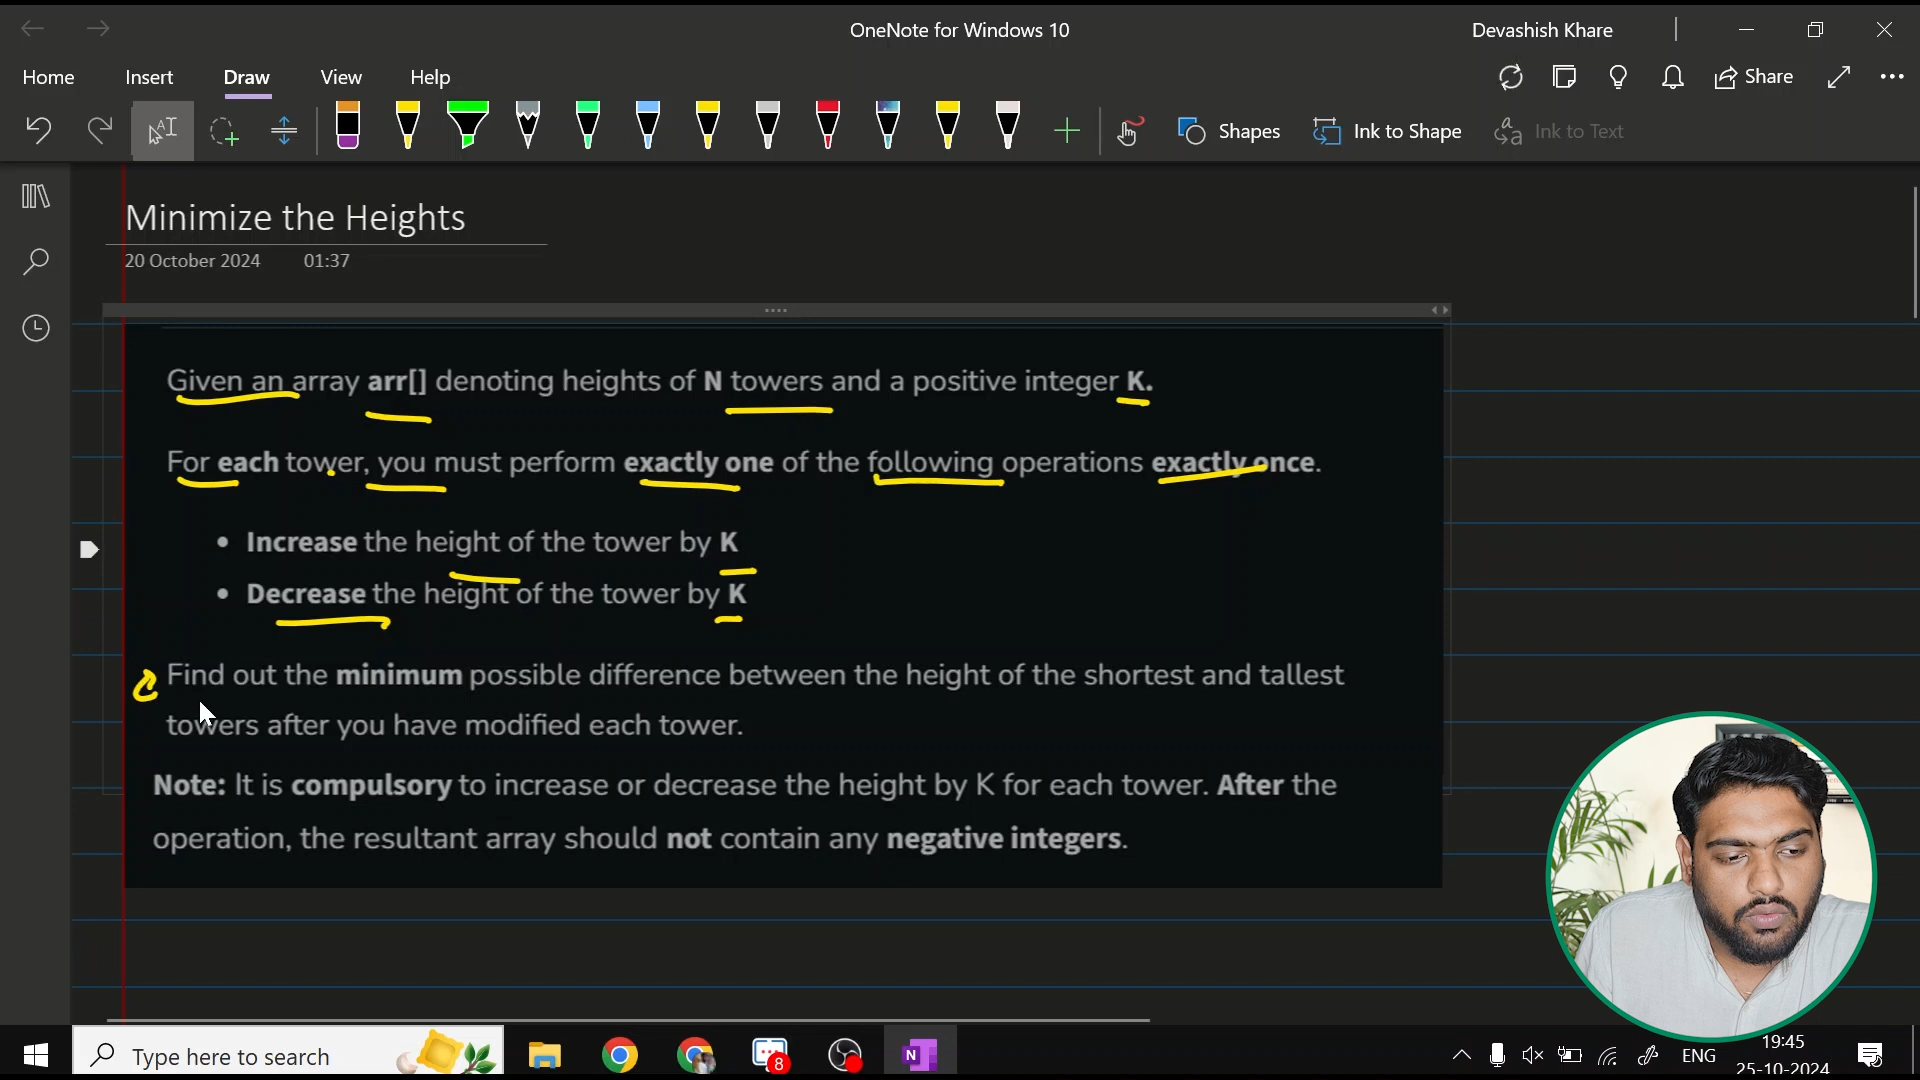 OneNote for Windows 10
Devashish Khare
Home Insert Draw View Help
Share
Shapes Ink to Shape Ink to Text
Minimize the Heights
20 October 2024 01:37
Given an array arr[] denoting heights of N towers and a positive integer K.
For each tower, you must perform exactly one of the following operations exactly once.
• Increase the height of the tower by K
• Decrease the height of the tower by K
Find out the minimum possible difference between the height of the shortest and tallest
towers after you have modified each tower.
Note: It is compulsory to increase or decrease the height by K for each tower. After the
operation, the resultant array should not contain any negative integers.
Type here to search
8
N
ENG
19:45
25-10-2024